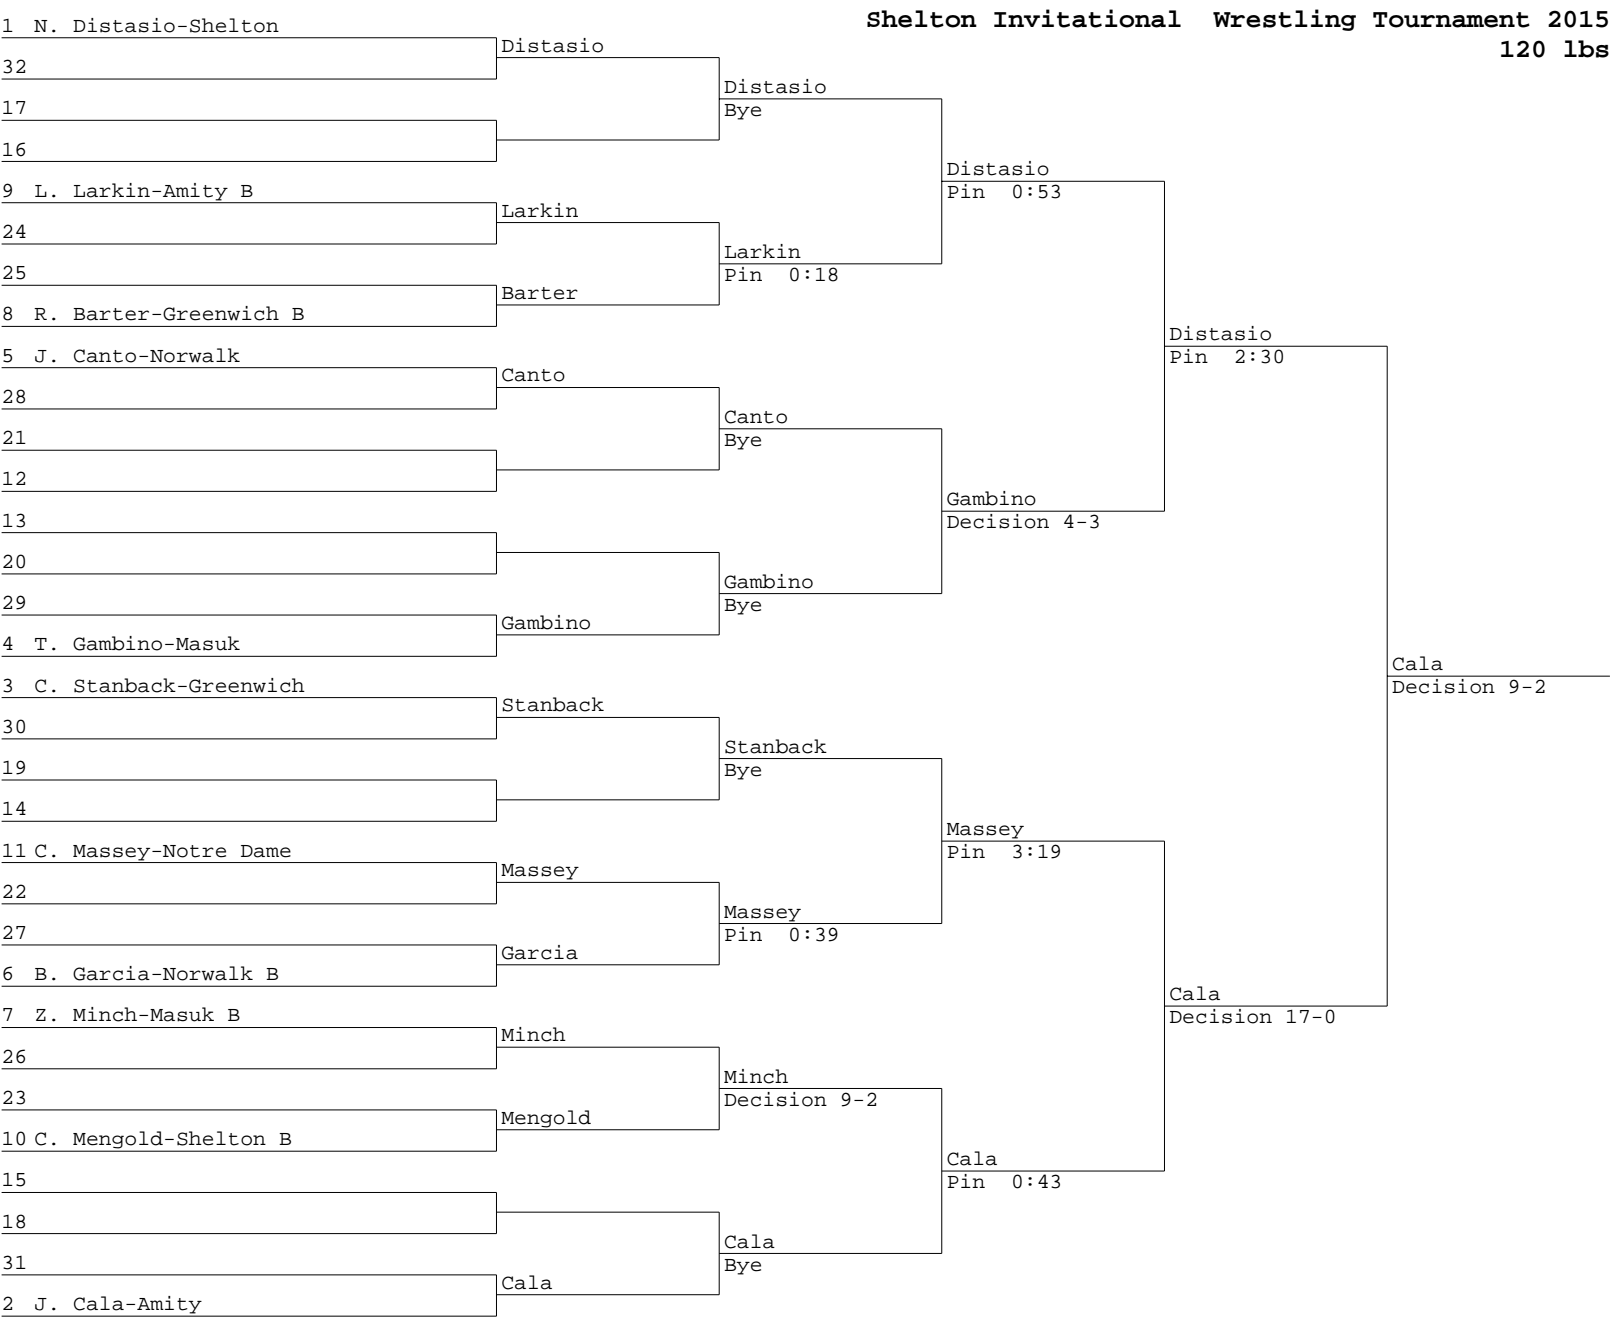 Shelton Invitational Wrestling Tournament 2015
120 lbs
1 N. Distasio-Shelton
32
17
16
9 L. Larkin-Amity B
24
25
8 R. Barter-Greenwich B
5 J. Canto-Norwalk
28
21
12
13
20
29
4 T. Gambino-Masuk
3 C. Stanback-Greenwich
30
19
14
11 C. Massey-Notre Dame
22
27
6 B. Garcia-Norwalk B
7 Z. Minch-Masuk B
26
23
10 C. Mengold-Shelton B
15
18
31
2 J. Cala-Amity
Distasio
Larkin
Barter
Canto
Gambino
Stanback
Massey
Garcia
Minch
Mengold
Cala
Distasio
Bye
Larkin
Pin 0:18
Canto
Bye
Gambino
Bye
Stanback
Bye
Massey
Pin 0:39
Minch
Decision 9-2
Cala
Bye
Distasio
Pin 0:53
Gambino
Decision 4-3
Massey
Pin 3:19
Cala
Pin 0:43
Distasio
Pin 2:30
Cala
Decision 17-0
Cala
Decision 9-2